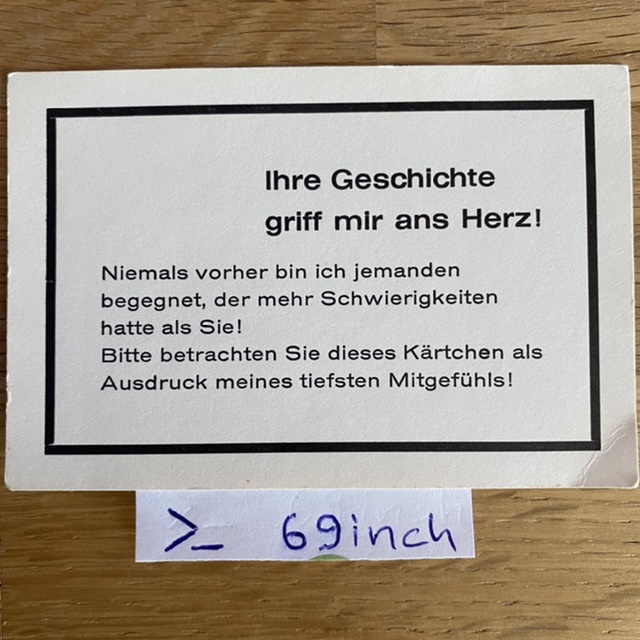 Ihre Geschichte
griff mir ans Herz!
Niemals vorher bin ich jemanden
begegnet, der mehr Schwierigkeiten
hatte als Sie!
Bitte betrachten Sie dieses Kärtchen als
Ausdruck meines tiefsten Mitgefühls!
>_ 69inch